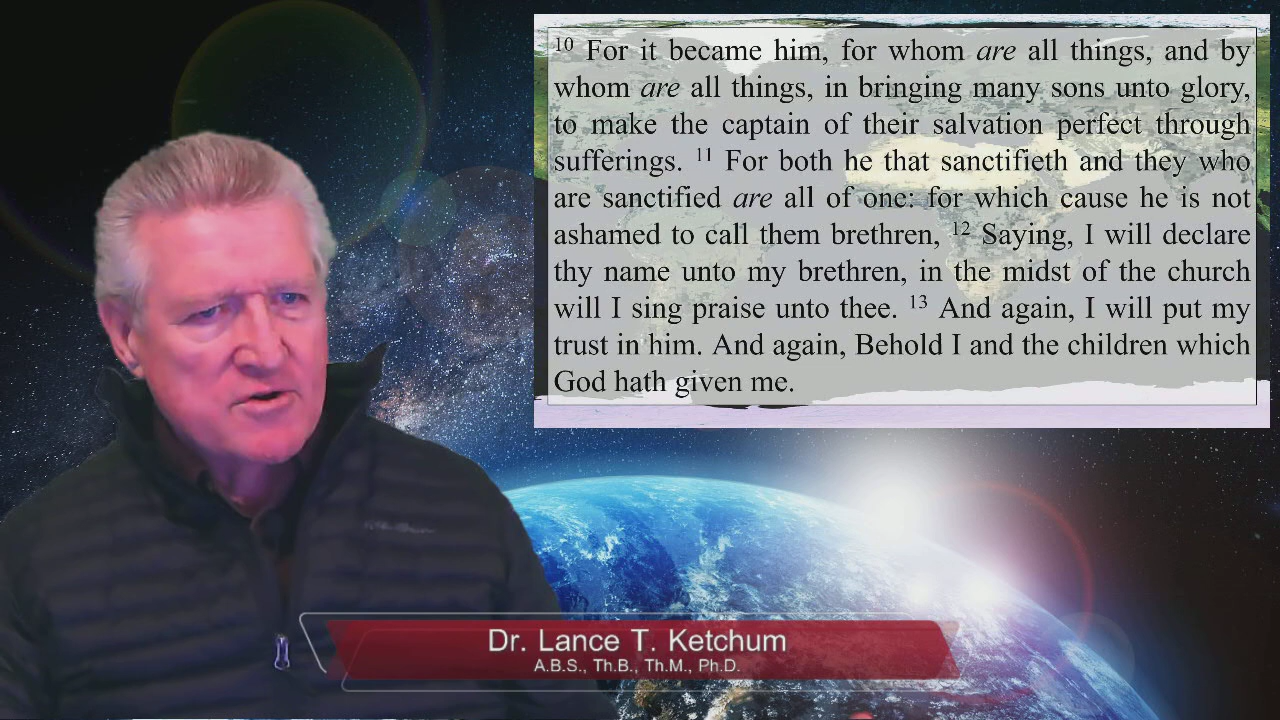 ¹⁰ For it became him, for whom are all things, and by
whom are all things, in bringing many sons unto glory,
to make the captain of their salvation perfect through
sufferings. ¹¹ For both he that sanctifieth and they who
are sanctified are all of one: for which cause he is not
ashamed to call them brethren, ¹² Saying, I will declare
thy name unto my brethren, in the midst of the church
will I sing praise unto thee. ¹³ And again, I will put my
trust in him. And again, Behold I and the children which
God hath given me.
Dr. Lance T. Ketchum
A.B.S., Th.B., Th.M., Ph.D.